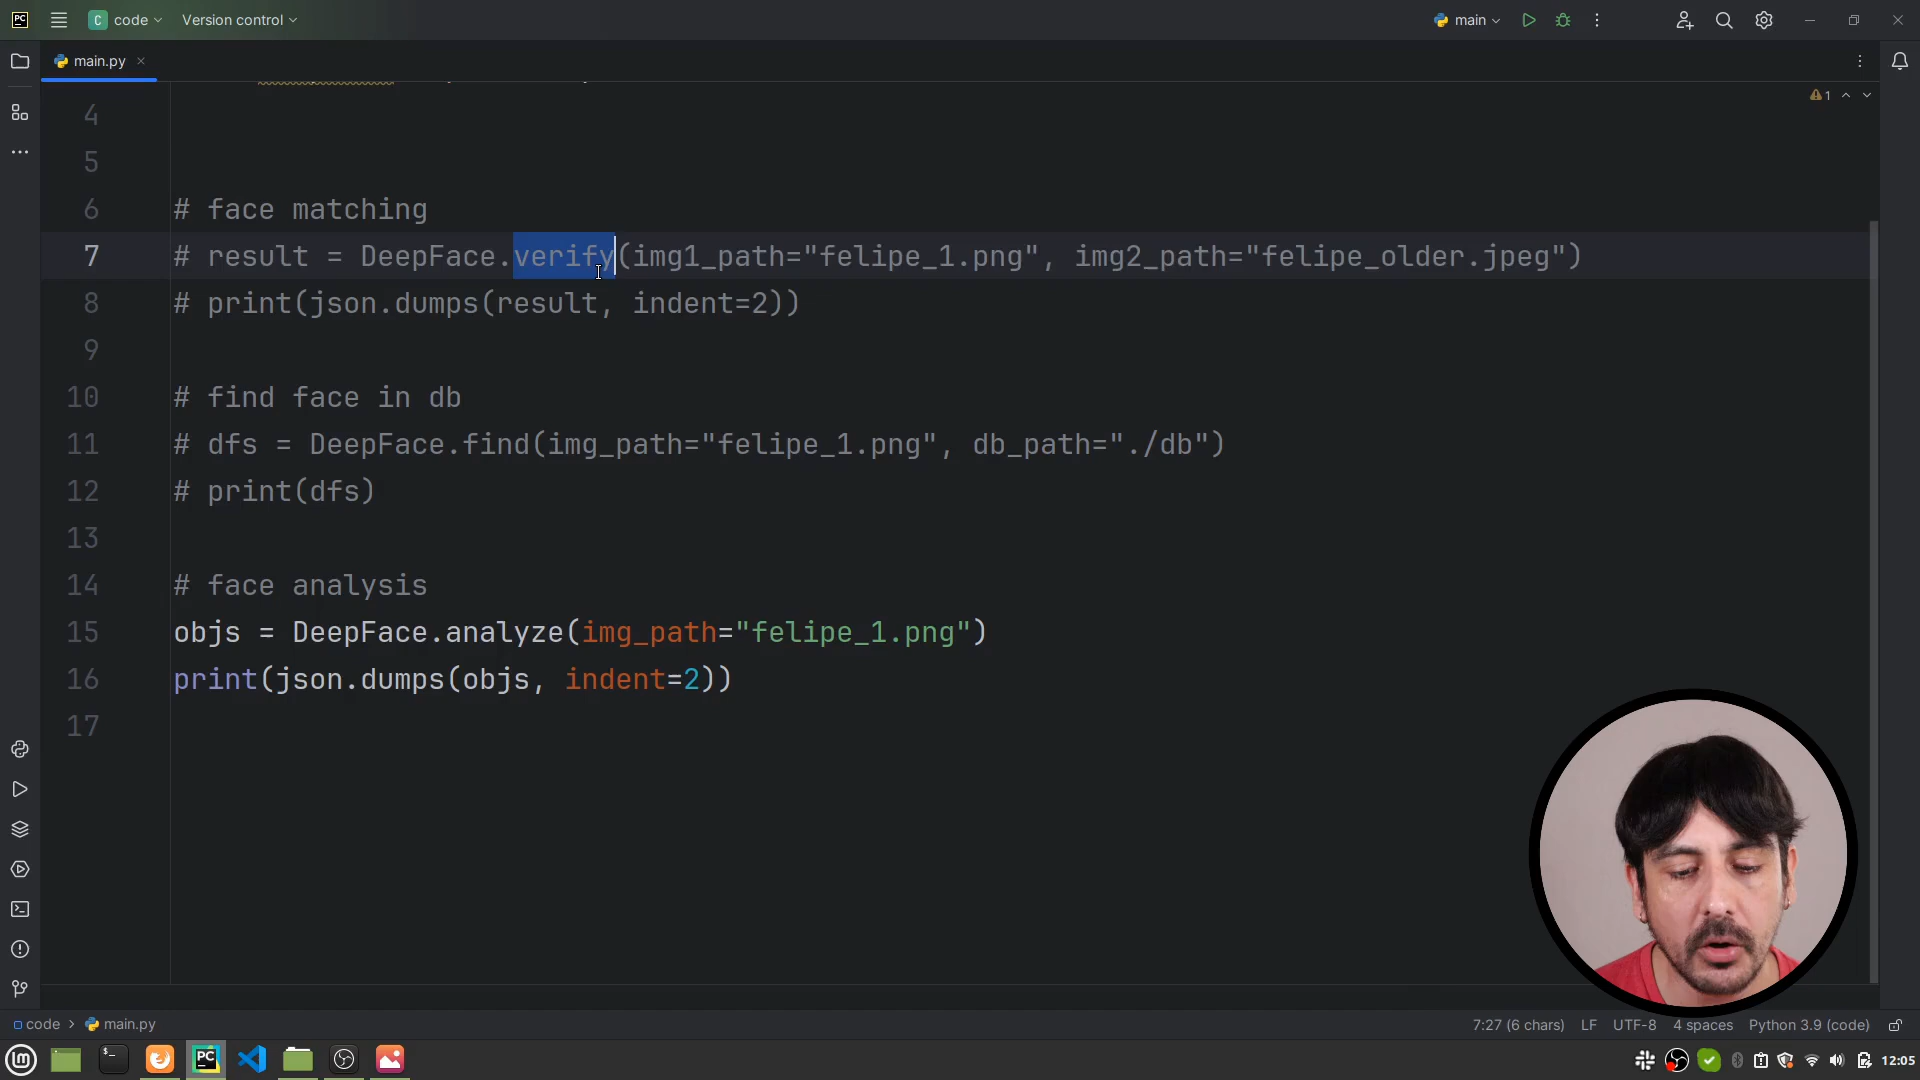 PC
C code
Version control
main
main.py
1
4
5
6 # face matching
7 # result = DeepFace.verify(img1_path="felipe_1.png", img2_path="felipe_older.jpeg")
8 # print(json.dumps(result, indent=2))
9
10 # find face in db
11 # dfs = DeepFace.find(img_path="felipe_1.png", db_path="./db")
12 # print(dfs)
13
14 # face analysis
15 objs = DeepFace.analyze(img_path="felipe_1.png")
16 print(json.dumps(objs, indent=2))
17
code > main.py
7:27 (6 chars) LF UTF-8 4 spaces Python 3.9 (code)
PC
12:05